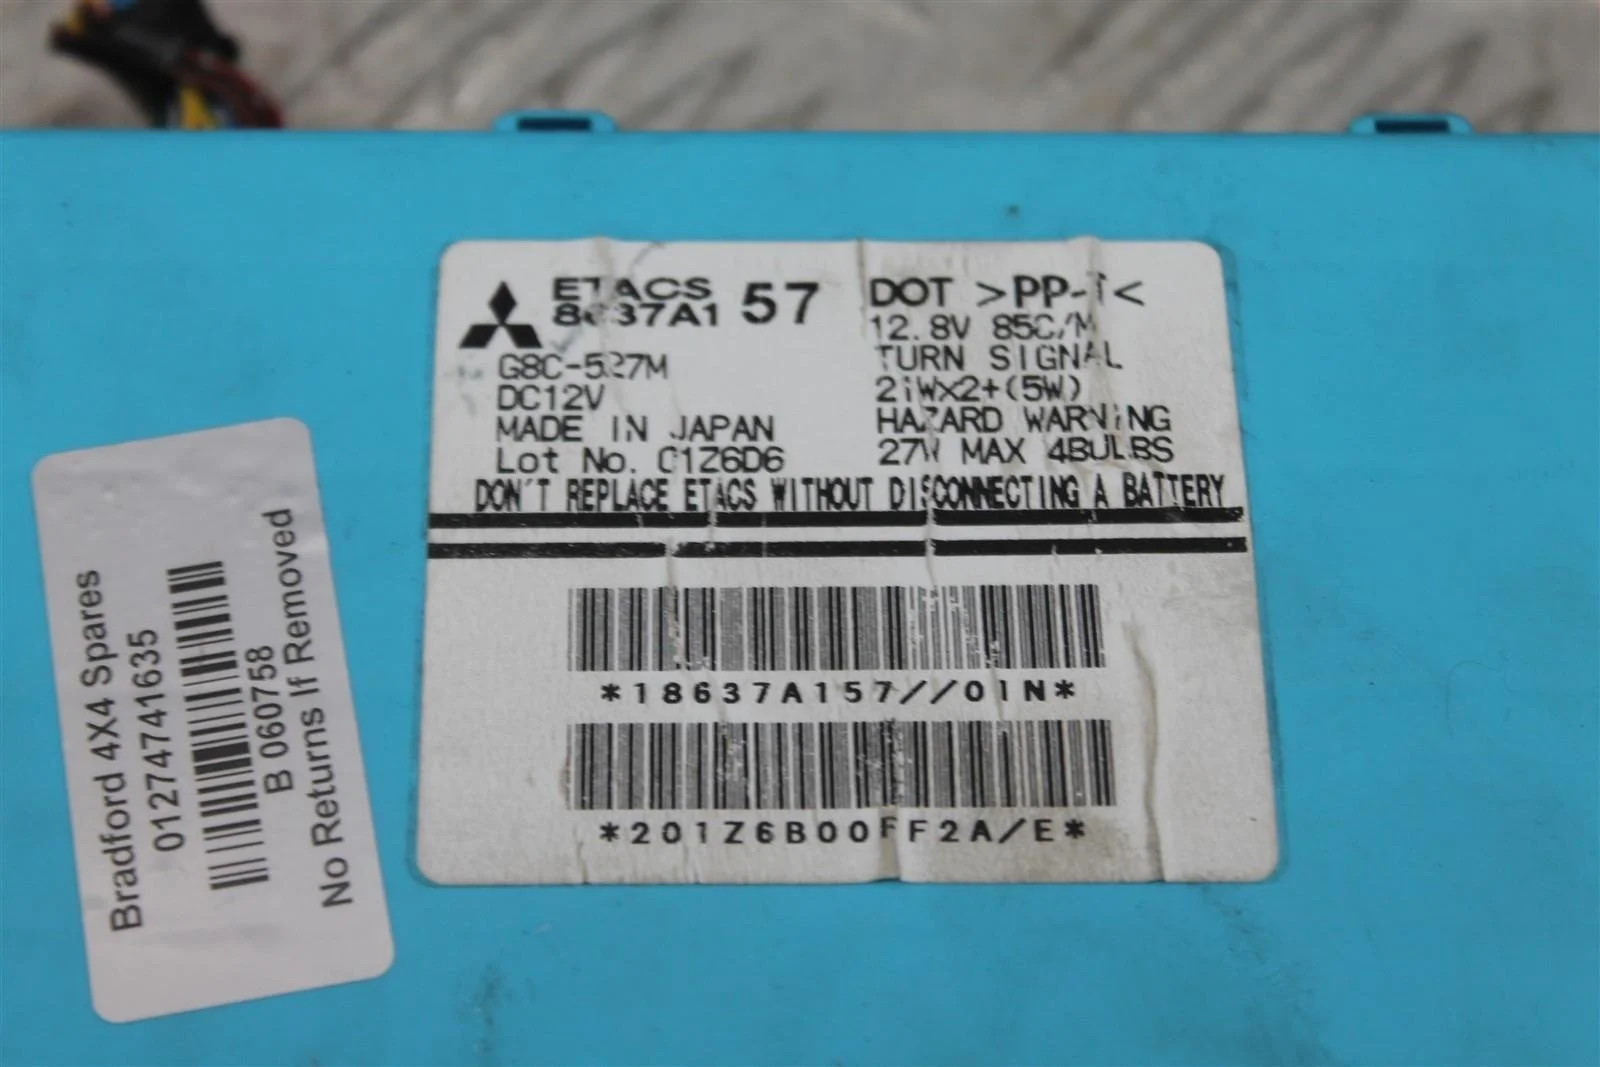 ETACS
8637A1 57
G8C-527M
DC12V
MADE IN JAPAN
Lot No. 01Z6D6
DOT >PP-T<
12.8V 85C/M
TURN SIGNAL
21Wx2+(5W)
HAZARD WARNING
27W MAX 4BULBS
DON'T REPLACE ETACS WITHOUT DISCONNECTING A BATTERY
*18637A157//01N*
*201Z6B00FF2A/E*
Bradford 4X4 Spares
01274741635
B 060758
No Returns If Removed